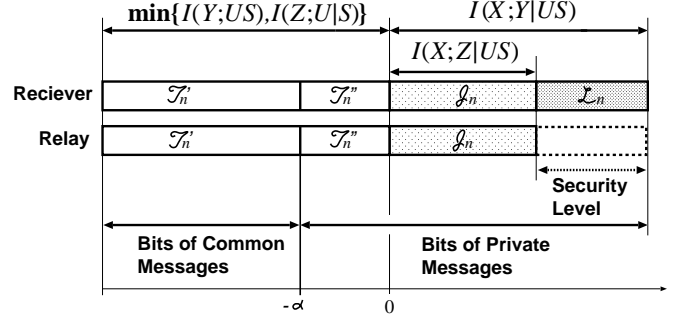 min{I(Y;US),I(Z;U|S)}
I(X;Y|US)
I(X;Z|US)
Reciever
𝒯n′
𝒯n″
𝒥n
ℒn
Relay
𝒯n′
𝒯n″
𝒥n
Security
Level
Bits of Common
Messages
Bits of Private
Messages
-α
0